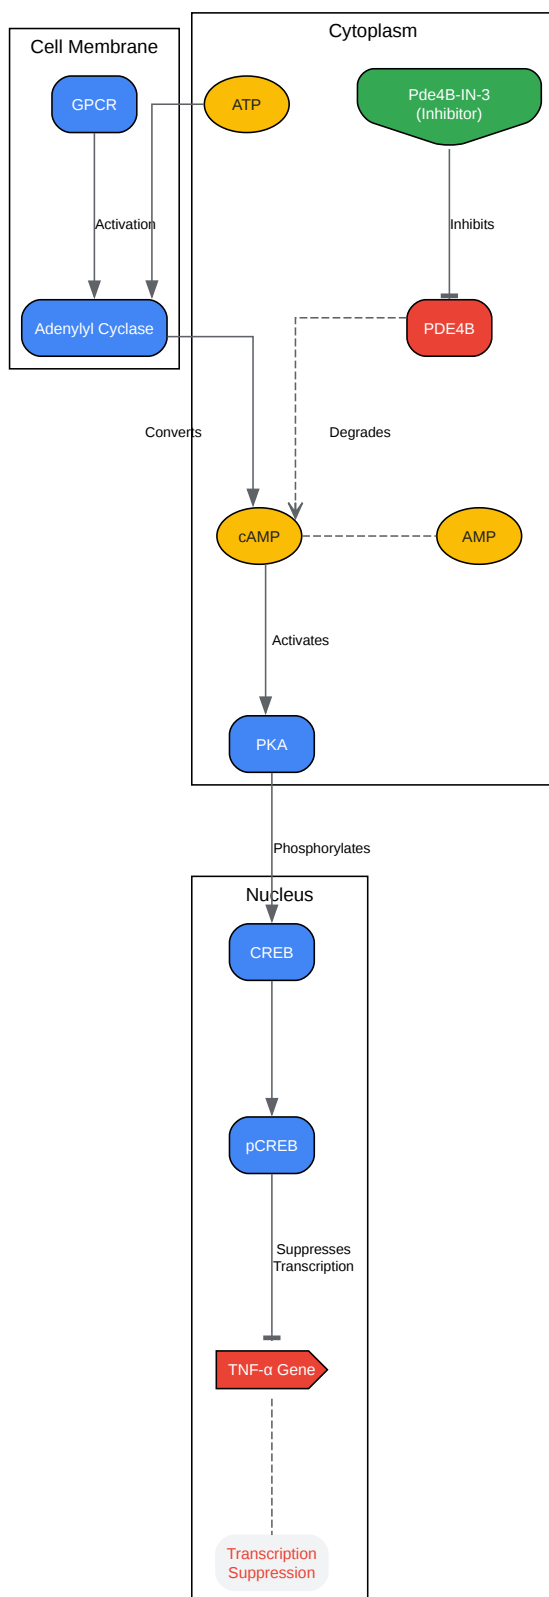 Cytoplasm
Cell Membrane
GPCR
ATP
Pde4B-IN-3
(Inhibitor)
Activation
Inhibits
Adenylyl Cyclase
PDE4B
Converts
Degrades
cAMP
AMP
Activates
PKA
Phosphorylates
Nucleus
CREB
pCREB
Suppresses
Transcription
TNF-α Gene
Transcription
Suppression